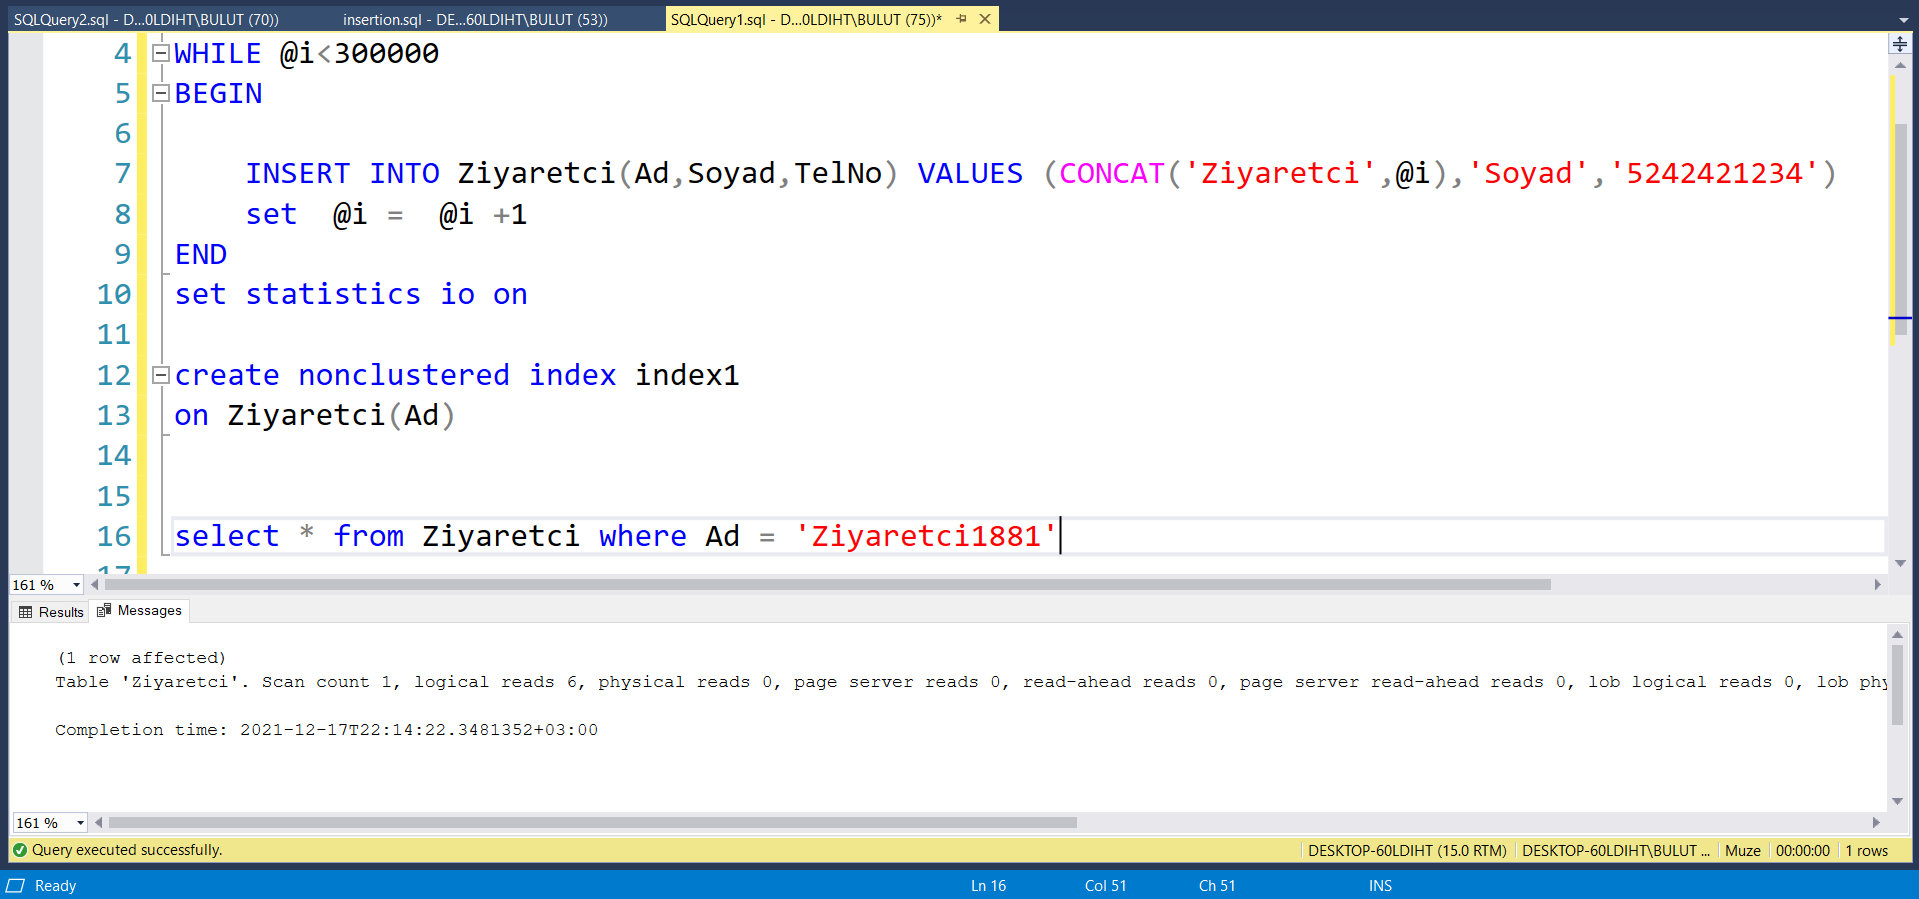 SQLQuery2.sql - D...0LDIHT\BULUT (70))
insertion.sql - DE...60LDIHT\BULUT (53))
SQLQuery1.sql - D...0LDIHT\BULUT (75))*
4 WHILE @i<300000
5 BEGIN
6
7 INSERT INTO Ziyaretci(Ad,Soyad,TelNo) VALUES (CONCAT('Ziyaretci',@i),'Soyad','5242421234')
8 set  @i =  @i +1
9 END
10 set statistics io on
11
12 create nonclustered index index1
13 on Ziyaretci(Ad)
14
15
16 select * from Ziyaretci where Ad = 'Ziyaretci1881'
17
161 %
Results Messages
(1 row affected)
Table 'Ziyaretci'. Scan count 1, logical reads 6, physical reads 0, page server reads 0, read-ahead reads 0, page server read-ahead reads 0, lob logical reads 0, lob phy
Completion time: 2021-12-17T22:14:22.3481352+03:00
161 %
Query executed successfully. DESKTOP-60LDIHT (15.0 RTM) DESKTOP-60LDIHT\BULUT ... Muze 00:00:00 1 rows
Ready Ln 16 Col 51 Ch 51 INS